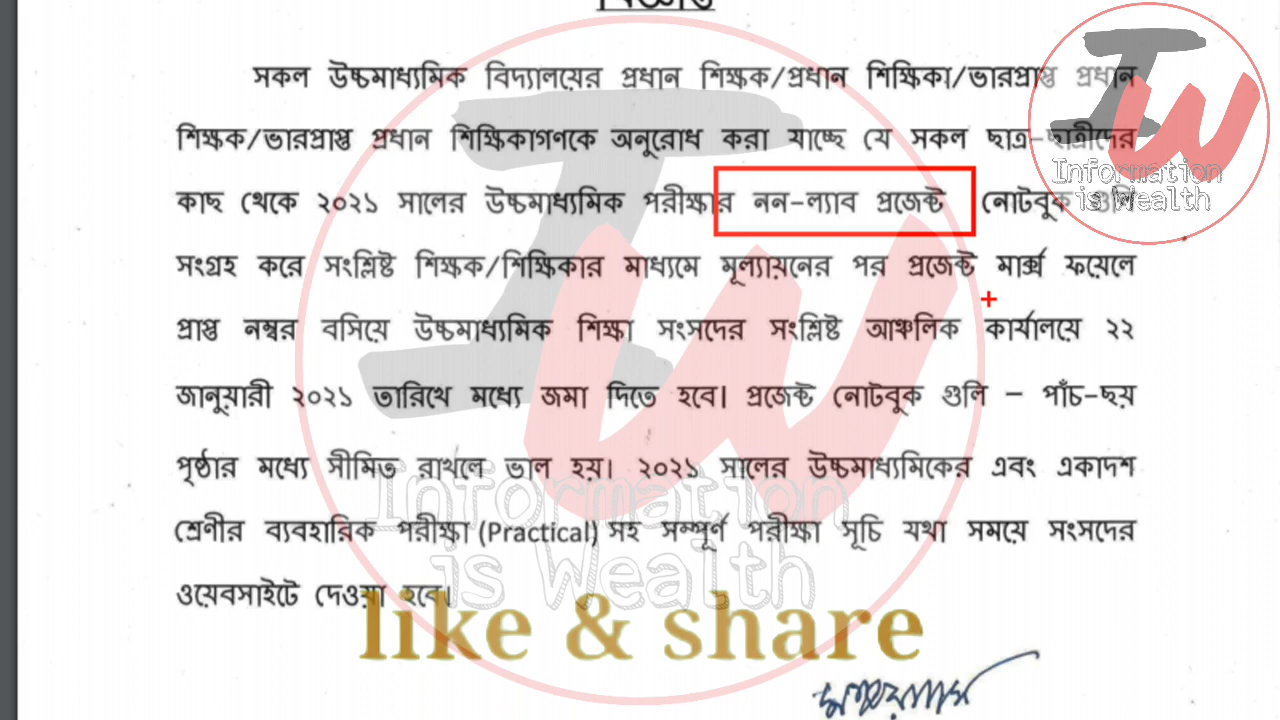 বিজ্ঞপ্তি
সকল উচ্চমাধ্যমিক বিদ্যালয়ের প্রধান শিক্ষক/প্রধান শিক্ষিকা/ভারপ্রাপ্ত প্রধান
শিক্ষক/ভারপ্রাপ্ত প্রধান শিক্ষিকাগণকে অনুরোধ করা যাচ্ছে যে সকল ছাত্র-ছাত্রীদের
কাছ থেকে ২০২১ সালের উচ্চমাধ্যমিক পরীক্ষার নন-ল্যাব প্রজেক্ট নোটবুক গুলি
সংগ্রহ করে সংশ্লিষ্ট শিক্ষক/শিক্ষিকার মাধ্যমে মূল্যায়নের পর প্রজেক্ট মার্ক্স ফয়েলে
প্রাপ্ত নম্বর বসিয়ে উচ্চমাধ্যমিক শিক্ষা সংসদের সংশ্লিষ্ট আঞ্চলিক কার্যালয়ে ২২
জানুয়ারী ২০২১ তারিখে মধ্যে জমা দিতে হবে। প্রজেক্ট নোটবুক গুলি – পাঁচ-ছয়
পৃষ্ঠার মধ্যে সীমিত রাখলে ভাল হয়। ২০২১ সালের উচ্চমাধ্যমিকের এবং একাদশ
শ্রেণীর ব্যবহারিক পরীক্ষা (Practical) সহ সম্পূর্ণ পরীক্ষা সূচি যথা সময়ে সংসদের
ওয়েবসাইটে দেওয়া হবে।
like & share
IW
Information
is Wealth
IW
Information
is Wealth